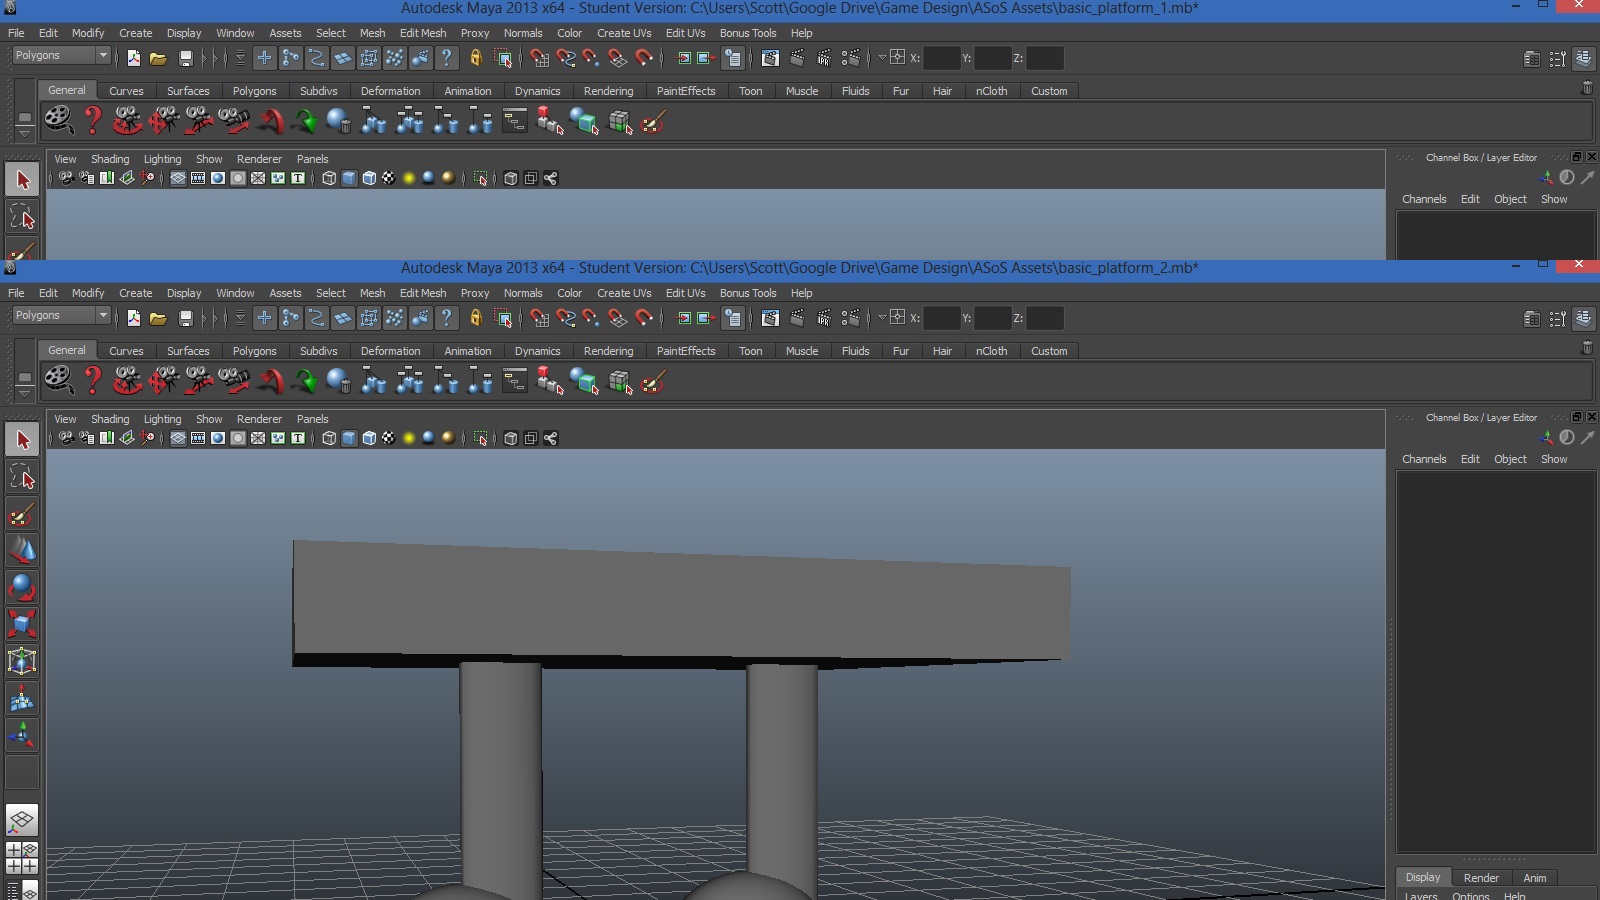 Autodesk Maya 2013 x64 - Student Version: C:\Users\Scott\Google Drive\Game Design\ASoS Assets\basic_platform_1.mb*
File Edit Modify Create Display Window Assets Select Mesh Edit Mesh Proxy Normals Color Create UVs Edit UVs Bonus Tools Help
Polygons X: Y: Z:
General Curves Surfaces Polygons Subdivs Deformation Animation Dynamics Rendering PaintEffects Toon Muscle Fluids Fur Hair nCloth Custom
View Shading Lighting Show Renderer Panels
Channel Box / Layer Editor
Channels Edit Object Show
Autodesk Maya 2013 x64 - Student Version: C:\Users\Scott\Google Drive\Game Design\ASoS Assets\basic_platform_2.mb*
File Edit Modify Create Display Window Assets Select Mesh Edit Mesh Proxy Normals Color Create UVs Edit UVs Bonus Tools Help
Polygons X: Y: Z:
General Curves Surfaces Polygons Subdivs Deformation Animation Dynamics Rendering PaintEffects Toon Muscle Fluids Fur Hair nCloth Custom
View Shading Lighting Show Renderer Panels
Channel Box / Layer Editor
Channels Edit Object Show
Display Render Anim
Layers Options Help